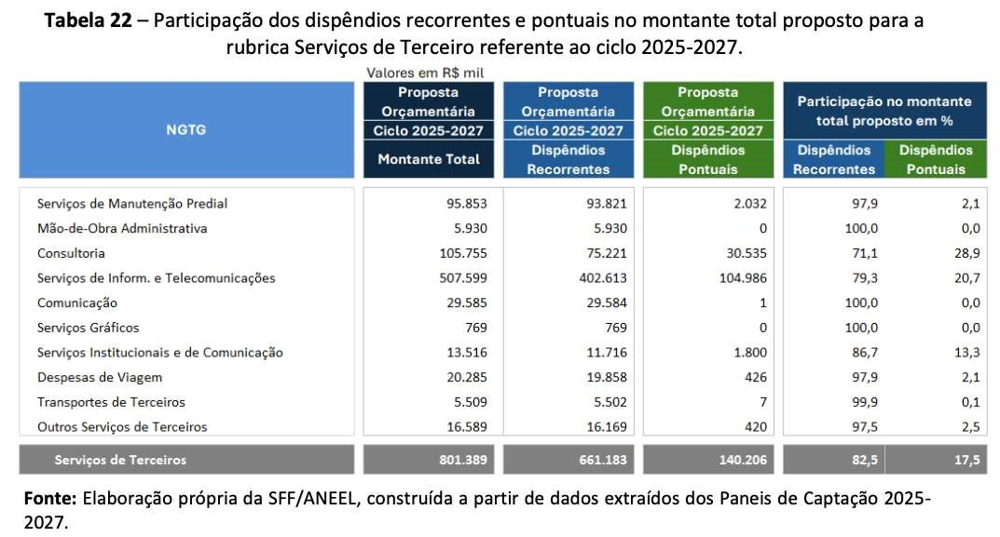 Tabela 22 – Participação dos dispêndios recorrentes e pontuais no montante total proposto para a
rubrica Serviços de Terceiro referente ao ciclo 2025-2027.
Valores em R$ mil
NGTG
Proposta Orçamentária Ciclo 2025-2027 Montante Total
Proposta Orçamentária Ciclo 2025-2027 Dispêndios Recorrentes
Proposta Orçamentária Ciclo 2025-2027 Dispêndios Pontuais
Participação no montante total proposto em %
Dispêndios Recorrentes
Dispêndios Pontuais
Serviços de Manutenção Predial 95.853 93.821 2.032 97,9 2,1
Mão-de-Obra Administrativa 5.930 5.930 0 100,0 0,0
Consultoria 105.755 75.221 30.535 71,1 28,9
Serviços de Inform. e Telecomunicações 507.599 402.613 104.986 79,3 20,7
Comunicação 29.585 29.584 1 100,0 0,0
Serviços Gráficos 769 769 0 100,0 0,0
Serviços Institucionais e de Comunicação 13.516 11.716 1.800 86,7 13,3
Despesas de Viagem 20.285 19.858 426 97,9 2,1
Transportes de Terceiros 5.509 5.502 7 99,9 0,1
Outros Serviços de Terceiros 16.589 16.169 420 97,5 2,5
Serviços de Terceiros 801.389 661.183 140.206 82,5 17,5
Fonte: Elaboração própria da SFF/ANEEL, construída a partir de dados extraídos dos Paneis de Captação 2025-
2027.